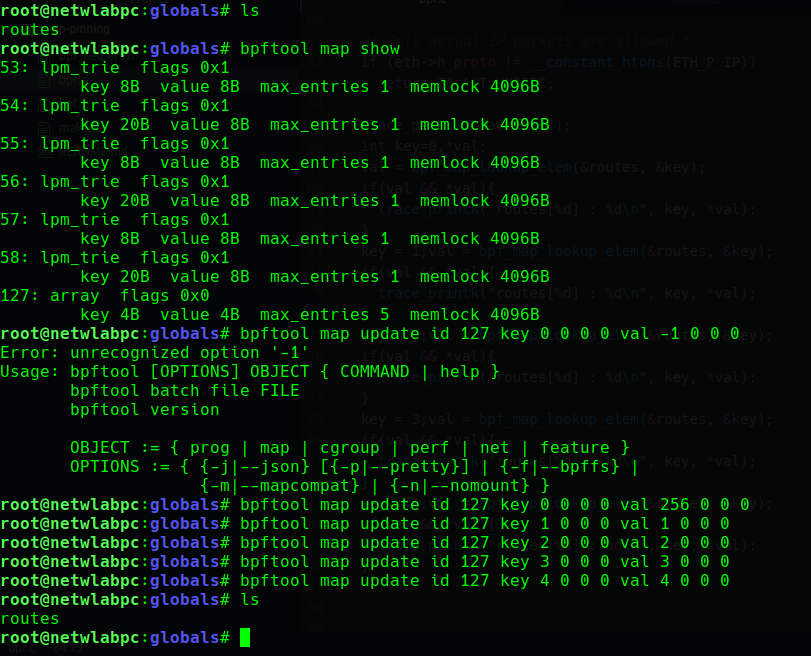 root@netwlabpc:globals# ls
routes
root@netwlabpc:globals# bpftool map show
53: lpm_trie  flags 0x1
        key 8B  value 8B  max_entries 1  memlock 4096B
54: lpm_trie  flags 0x1
        key 20B  value 8B  max_entries 1  memlock 4096B
55: lpm_trie  flags 0x1
        key 8B  value 8B  max_entries 1  memlock 4096B
56: lpm_trie  flags 0x1
        key 20B  value 8B  max_entries 1  memlock 4096B
57: lpm_trie  flags 0x1
        key 8B  value 8B  max_entries 1  memlock 4096B
58: lpm_trie  flags 0x1
        key 20B  value 8B  max_entries 1  memlock 4096B
127: array  flags 0x0
        key 4B  value 4B  max_entries 5  memlock 4096B
root@netwlabpc:globals# bpftool map update id 127 key 0 0 0 0 val -1 0 0 0
Error: unrecognized option '-1'
Usage: bpftool [OPTIONS] OBJECT { COMMAND | help }
       bpftool batch file FILE
       bpftool version

       OBJECT := { prog | map | cgroup | perf | net | feature }
       OPTIONS := { {-j|--json} [{-p|--pretty}] | {-f|--bpffs} |
                    {-m|--mapcompat} | {-n|--nomount} }
root@netwlabpc:globals# bpftool map update id 127 key 0 0 0 0 val 256 0 0 0
root@netwlabpc:globals# bpftool map update id 127 key 1 0 0 0 val 1 0 0 0
root@netwlabpc:globals# bpftool map update id 127 key 2 0 0 0 val 2 0 0 0
root@netwlabpc:globals# bpftool map update id 127 key 3 0 0 0 val 3 0 0 0
root@netwlabpc:globals# bpftool map update id 127 key 4 0 0 0 val 4 0 0 0
root@netwlabpc:globals# ls
routes
root@netwlabpc:globals#